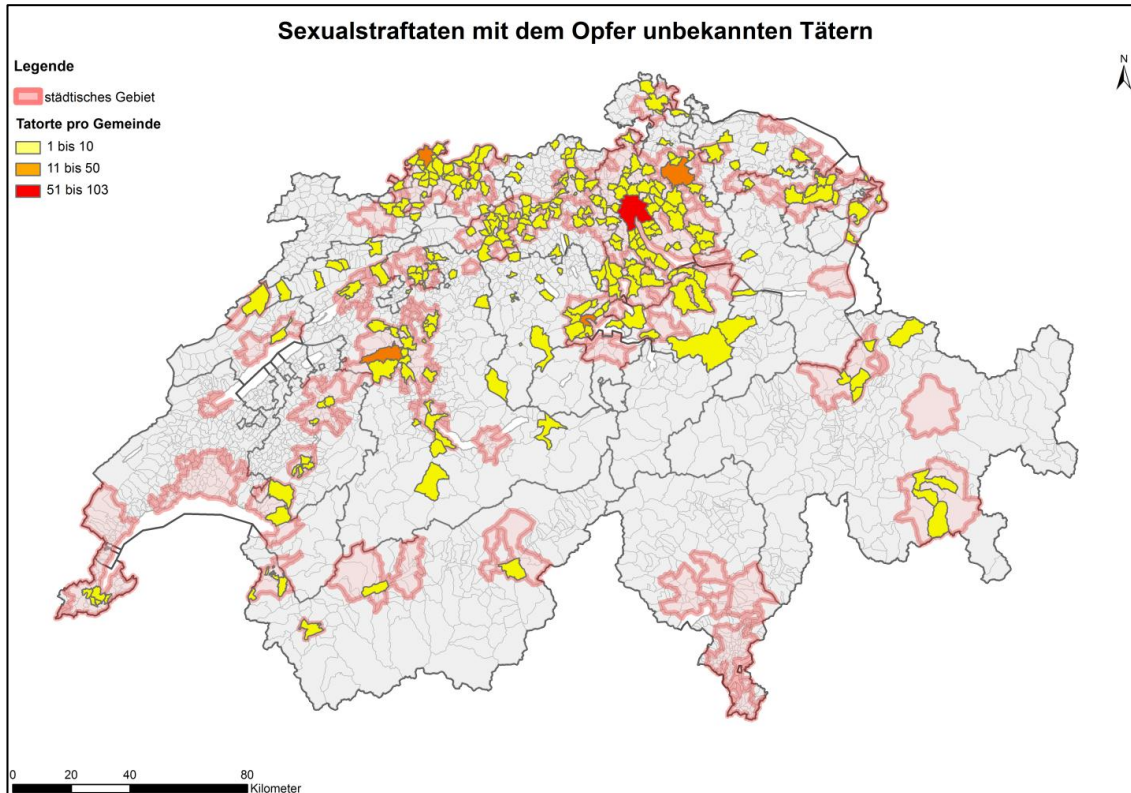 Sexualstraftaten mit dem Opfer unbekannten Tätern
N
Legende
städtisches Gebiet
Tatorte pro Gemeinde
1 bis 10
11 bis 50
51 bis 103
0 20 40 80
Kilometer